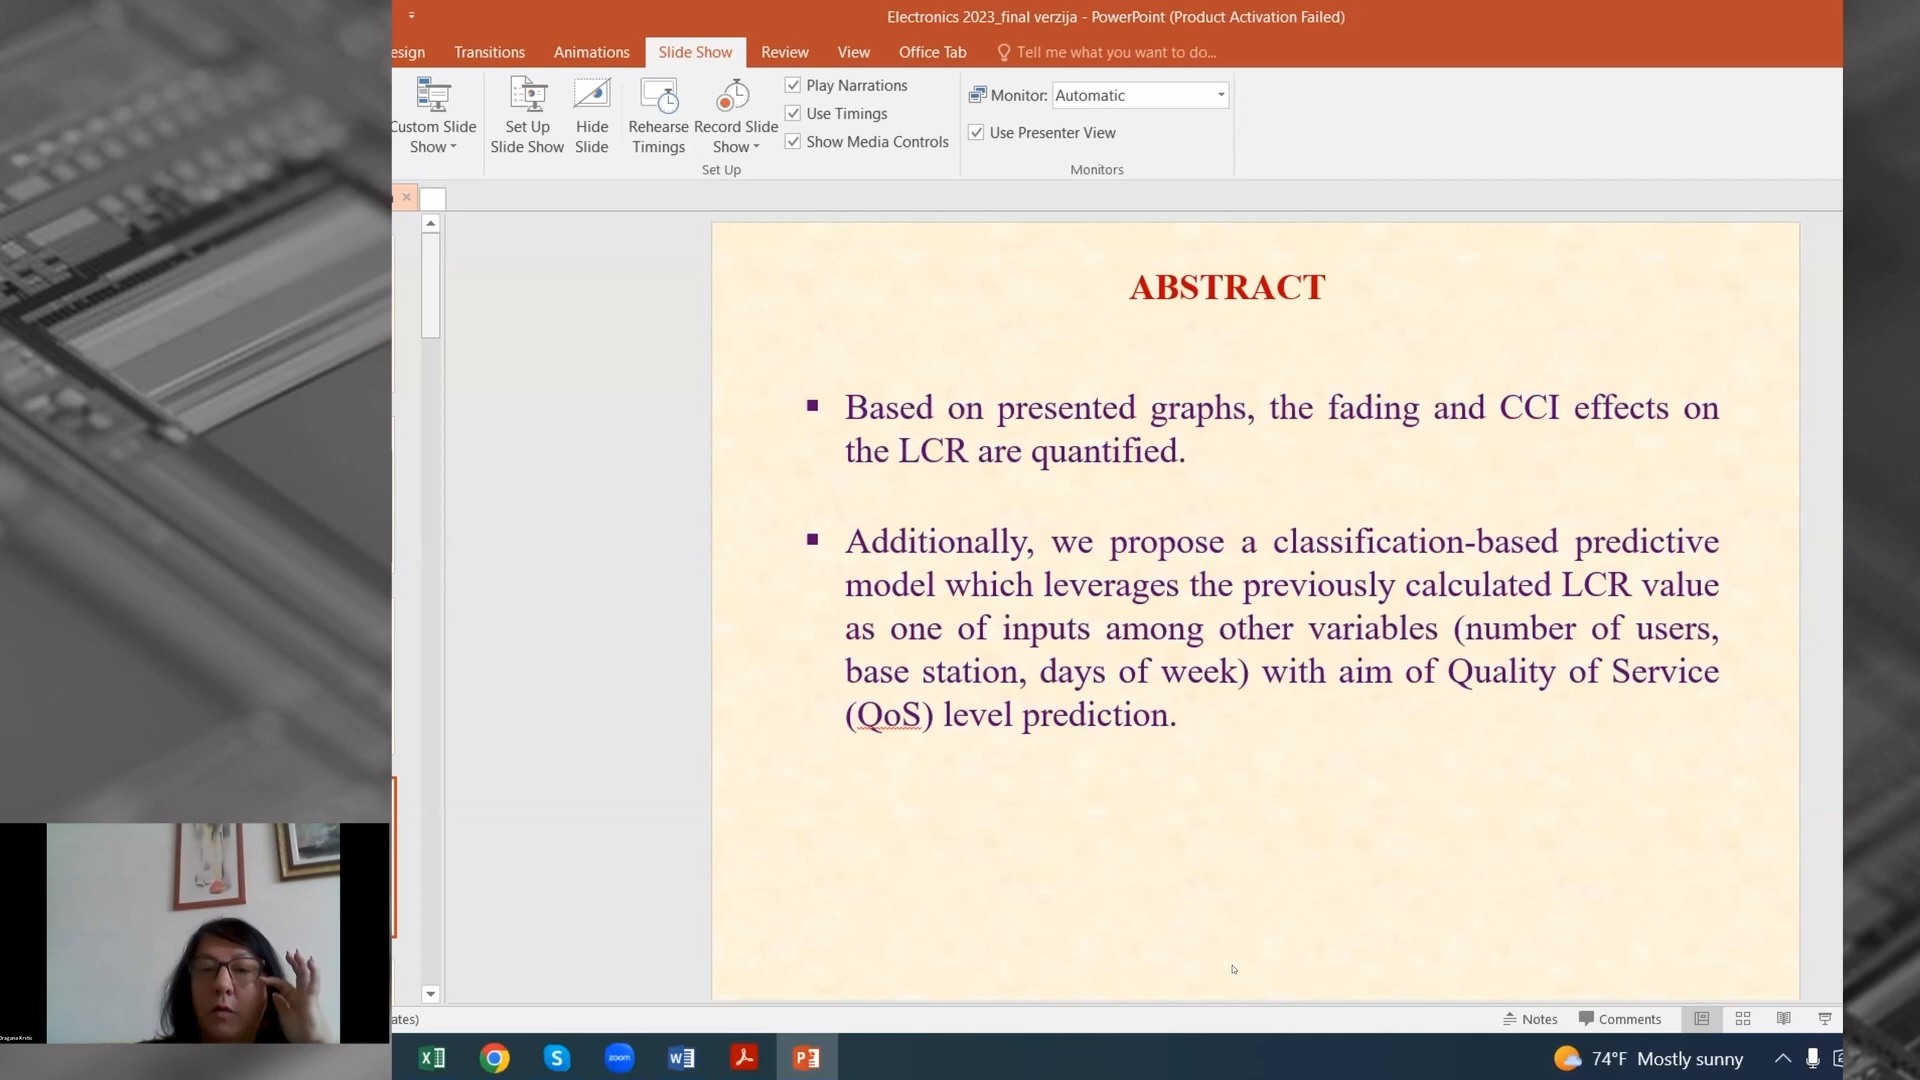 Electronics 2023_final verzija - PowerPoint (Product Activation Failed)
esign Transitions Animations Slide Show Review View Office Tab Tell me what you want to do...
Custom Slide Show
Set Up Slide Show
Hide Slide
Rehearse Timings
Record Slide Show
Play Narrations
Use Timings
Show Media Controls
Set Up
Monitor: Automatic
Use Presenter View
Monitors
ABSTRACT
Based on presented graphs, the fading and CCI effects on
the LCR are quantified.
Additionally, we propose a classification-based predictive
model which leverages the previously calculated LCR value
as one of inputs among other variables (number of users,
base station, days of week) with aim of Quality of Service
(QoS) level prediction.
ates)
Notes Comments
Dragana Krstic
zoom
74°F Mostly sunny